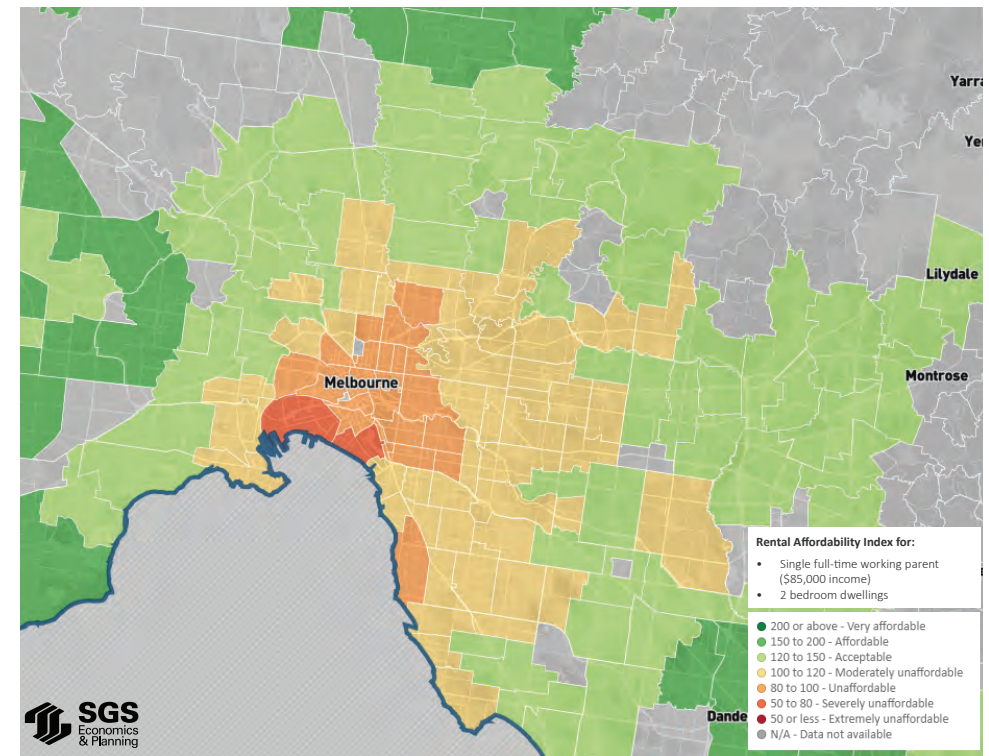 Yarra
Yer
Lilydale
Melbourne
Montrose
Rental Affordability Index for:
• Single full-time working parent
($85,000 income)
• 2 bedroom dwellings
200 or above - Very affordable
150 to 200 - Affordable
120 to 150 - Acceptable
100 to 120 - Moderately unaffordable
80 to 100 - Unaffordable
50 to 80 - Severely unaffordable
50 or less - Extremely unaffordable
N/A - Data not available
Dande
SGS
Economics
& Planning